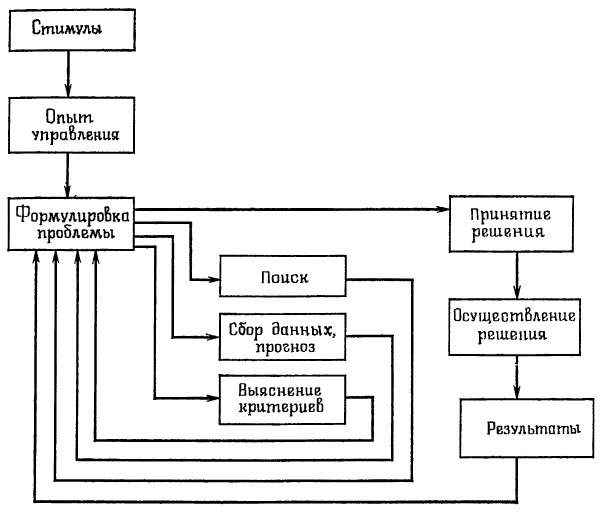 Стимулы
Опыт
управления
Формулировка
проблемы
Принятие
решения
Поиск
Осуществление
решения
Сбор данных,
прогноз
Выяснение
критериев
Результаты